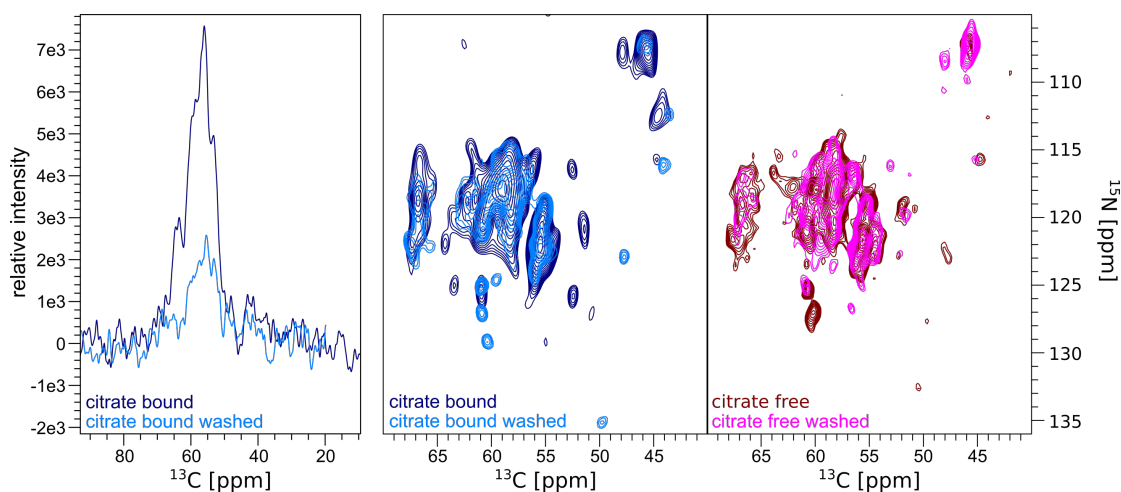 relative intensity
7e3
6e3
5e3
4e3
3e3
2e3
1e3
0
-1e3
-2e3
citrate bound
citrate bound washed
80 60 40 20
¹³C [ppm]
citrate bound
citrate bound washed
65 60 55 50 45
¹³C [ppm]
citrate free
citrate free washed
65 60 55 50 45
¹³C [ppm]
110
115
120
125
130
135
¹⁵N [ppm]